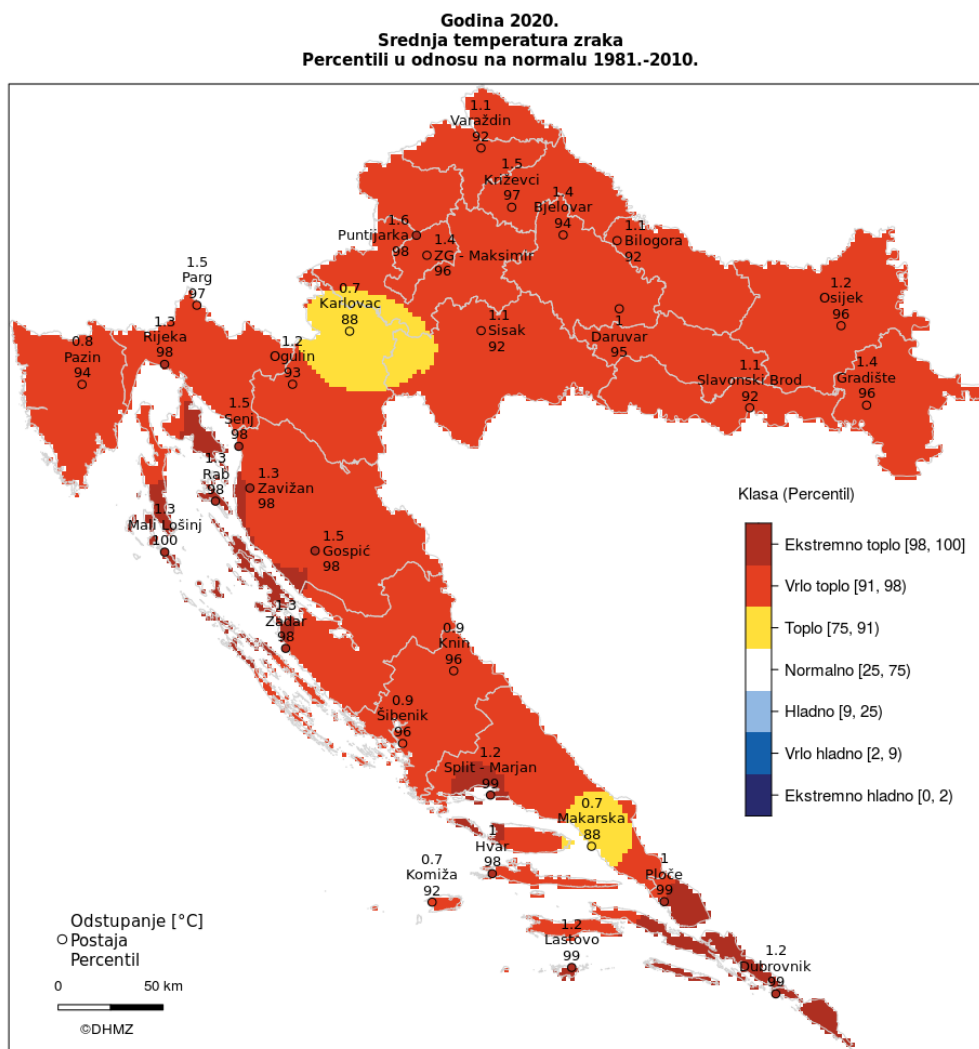 Godina 2020.
Srednja temperatura zraka
Percentili u odnosu na normalu 1981.-2010.
1.1
Varaždin
92
1.5
Križevci
97
1.4
Bjelovar
94
1.6
Puntijarka
98
1.4
ZG - Maksimir
96
1.1
Bilogora
92
1.5
Parg
97
0.7
Karlovac
88
1.2
Osijek
96
1.3
Rijeka
98
1.1
Sisak
92
1
Daruvar
95
0.8
Pazin
94
1.2
Ogulin
93
1.1
Slavonski Brod
92
1.4
Gradište
96
1.5
Senj
98
1.3
Rab
98
1.3
Zavižan
98
1.3
Mali Lošinj
100
1.5
Gospić
98
1.3
Zadar
98
0.9
Knin
96
0.9
Šibenik
96
1.2
Split - Marjan
99
0.7
Makarska
88
1
Hvar
98
0.7
Komiža
92
1
Ploče
99
1.2
Lastovo
99
1.2
Dubrovnik
99
Klasa (Percentil)
Ekstremno toplo [98, 100]
Vrlo toplo [91, 98)
Toplo [75, 91)
Normalno [25, 75)
Hladno [9, 25)
Vrlo hladno [2, 9)
Ekstremno hladno [0, 2)
Odstupanje [°C]
Postaja
Percentil
0 50 km
©DHMZ